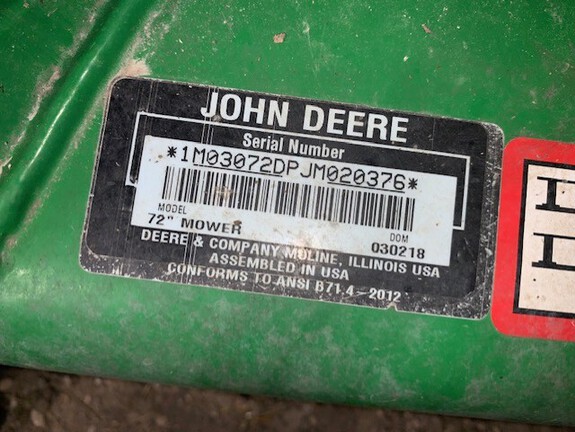 JOHN DEERE
Serial Number
*1M03072DPJM020376*
MODEL DOM
72" MOWER 030218
DEERE & COMPANY MOLINE, ILLINOIS USA
ASSEMBLED IN USA
CONFORMS TO ANSI B71.4-2012